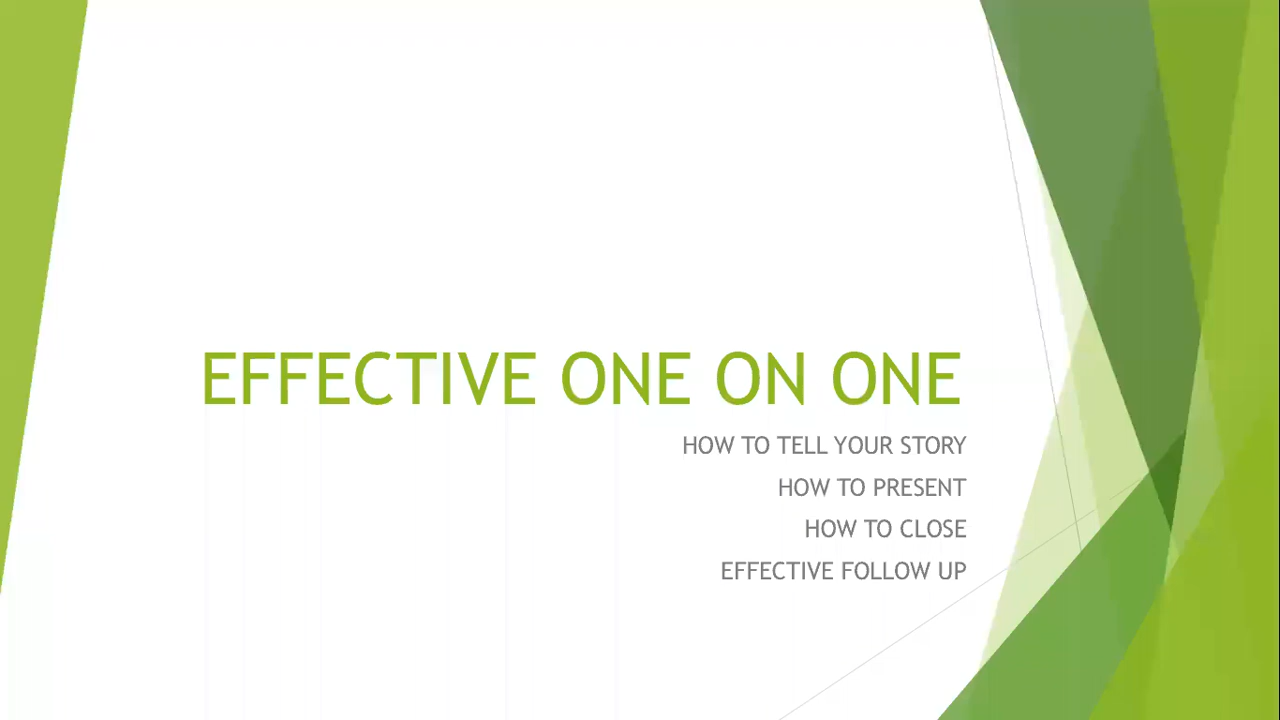 EFFECTIVE ONE ON ONE
HOW TO TELL YOUR STORY
HOW TO PRESENT
HOW TO CLOSE
EFFECTIVE FOLLOW UP